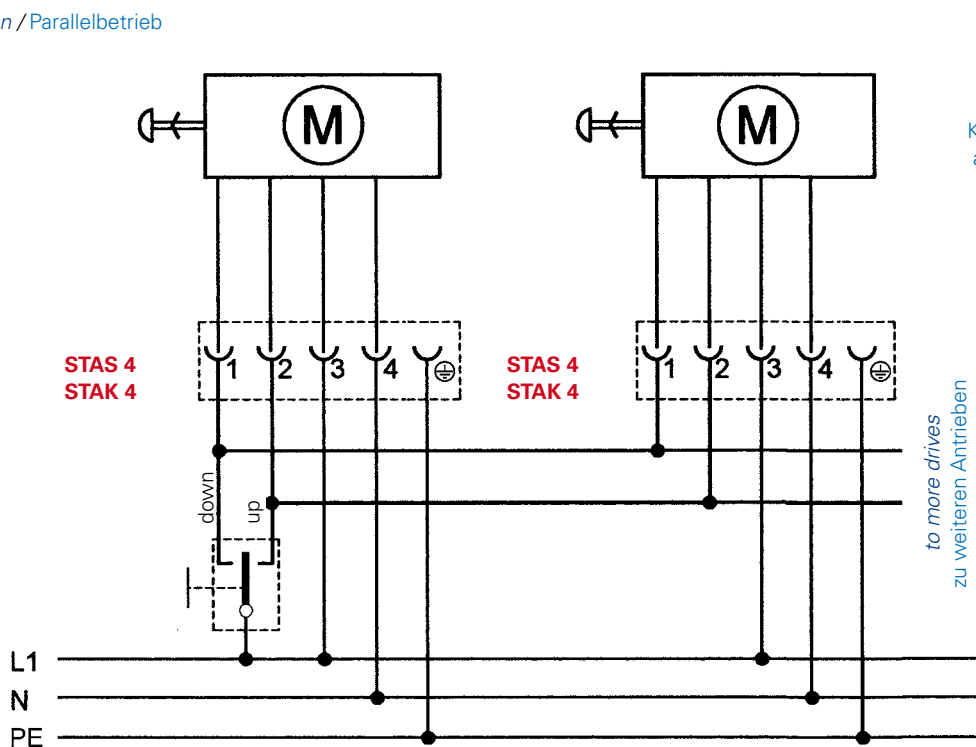 n / Parallelbetrieb
M
M
K
a
STAS 4
STAK 4
1 2 3 4
STAS 4
STAK 4
1 2 3 4
down
up
to more drives
zu weiteren Antrieben
L1
N
PE